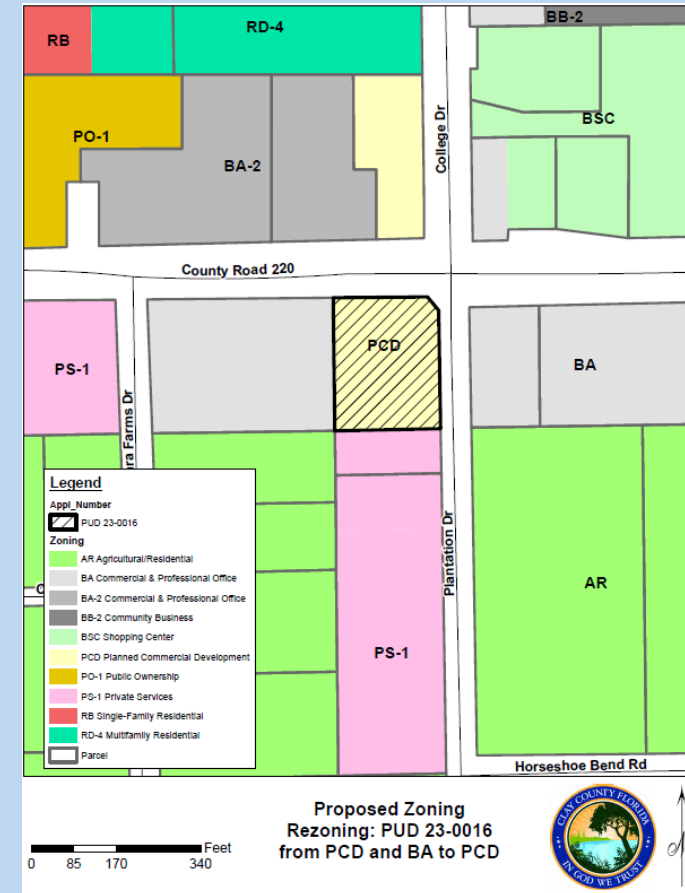 BB-2
RB
RD-4
College Dr
BSC
PO-1
BA-2
County Road 220
PCD
PS-1
BA
ra Farms Dr
Legend
Appl_Number
PUD 23-0016
Zoning
AR Agricultural/Residential
BA Commercial & Professional Office
BA-2 Commercial & Professional Office
BB-2 Community Business
BSC Shopping Center
PCD Planned Commercial Development
PO-1 Public Ownership
PS-1 Private Services
RB Single-Family Residential
RD-4 Multifamily Residential
Parcel
Plantation Dr
AR
PS-1
Horseshoe Bend Rd
Proposed Zoning
Rezoning: PUD 23-0016
from PCD and BA to PCD
Feet
0 85 170 340
CLAY COUNTY FLORIDA
IN GOD WE TRUST